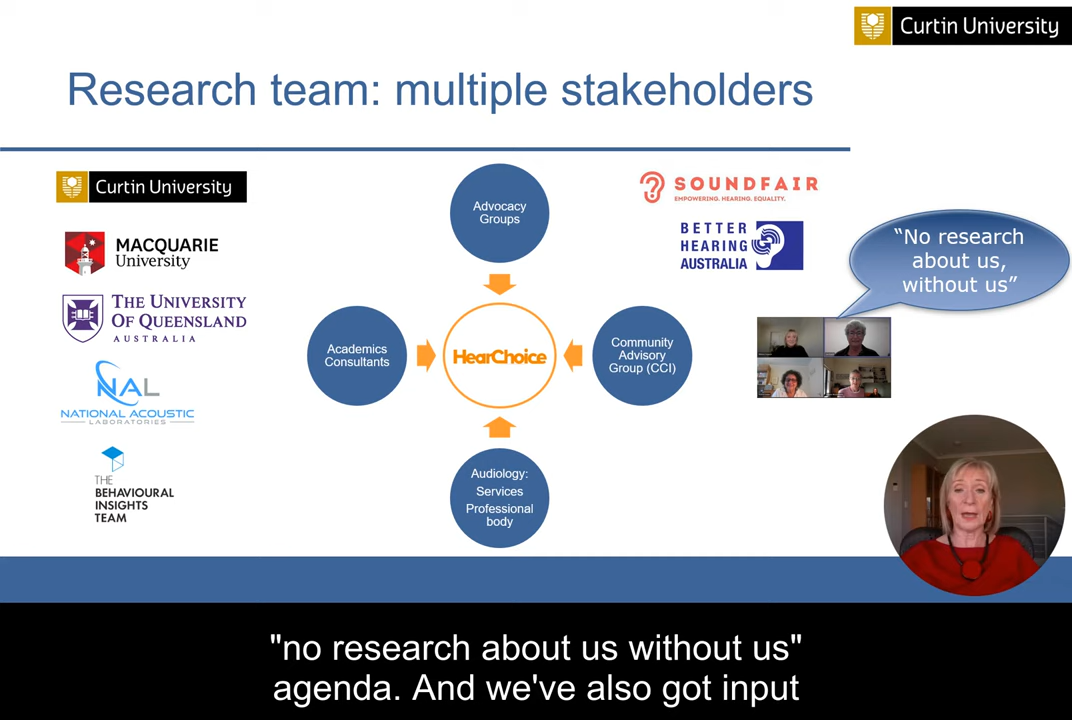 Curtin University
Research team: multiple stakeholders
Curtin University
MACQUARIE
University
THE UNIVERSITY
OF QUEENSLAND
AUSTRALIA
NAL
NATIONAL ACOUSTIC
LABORATORIES
THE
BEHAVIOURAL
INSIGHTS
TEAM
Advocacy
Groups
Academics
Consultants
HearChoice
Community
Advisory
Group (CCI)
Audiology:
Services
Professional
body
SOUNDFAIR
EMPOWERING. HEARING. EQUALITY.
BETTER
HEARING
AUSTRALIA
“No research
about us,
without us”
"no research about us without us"
agenda. And we've also got input